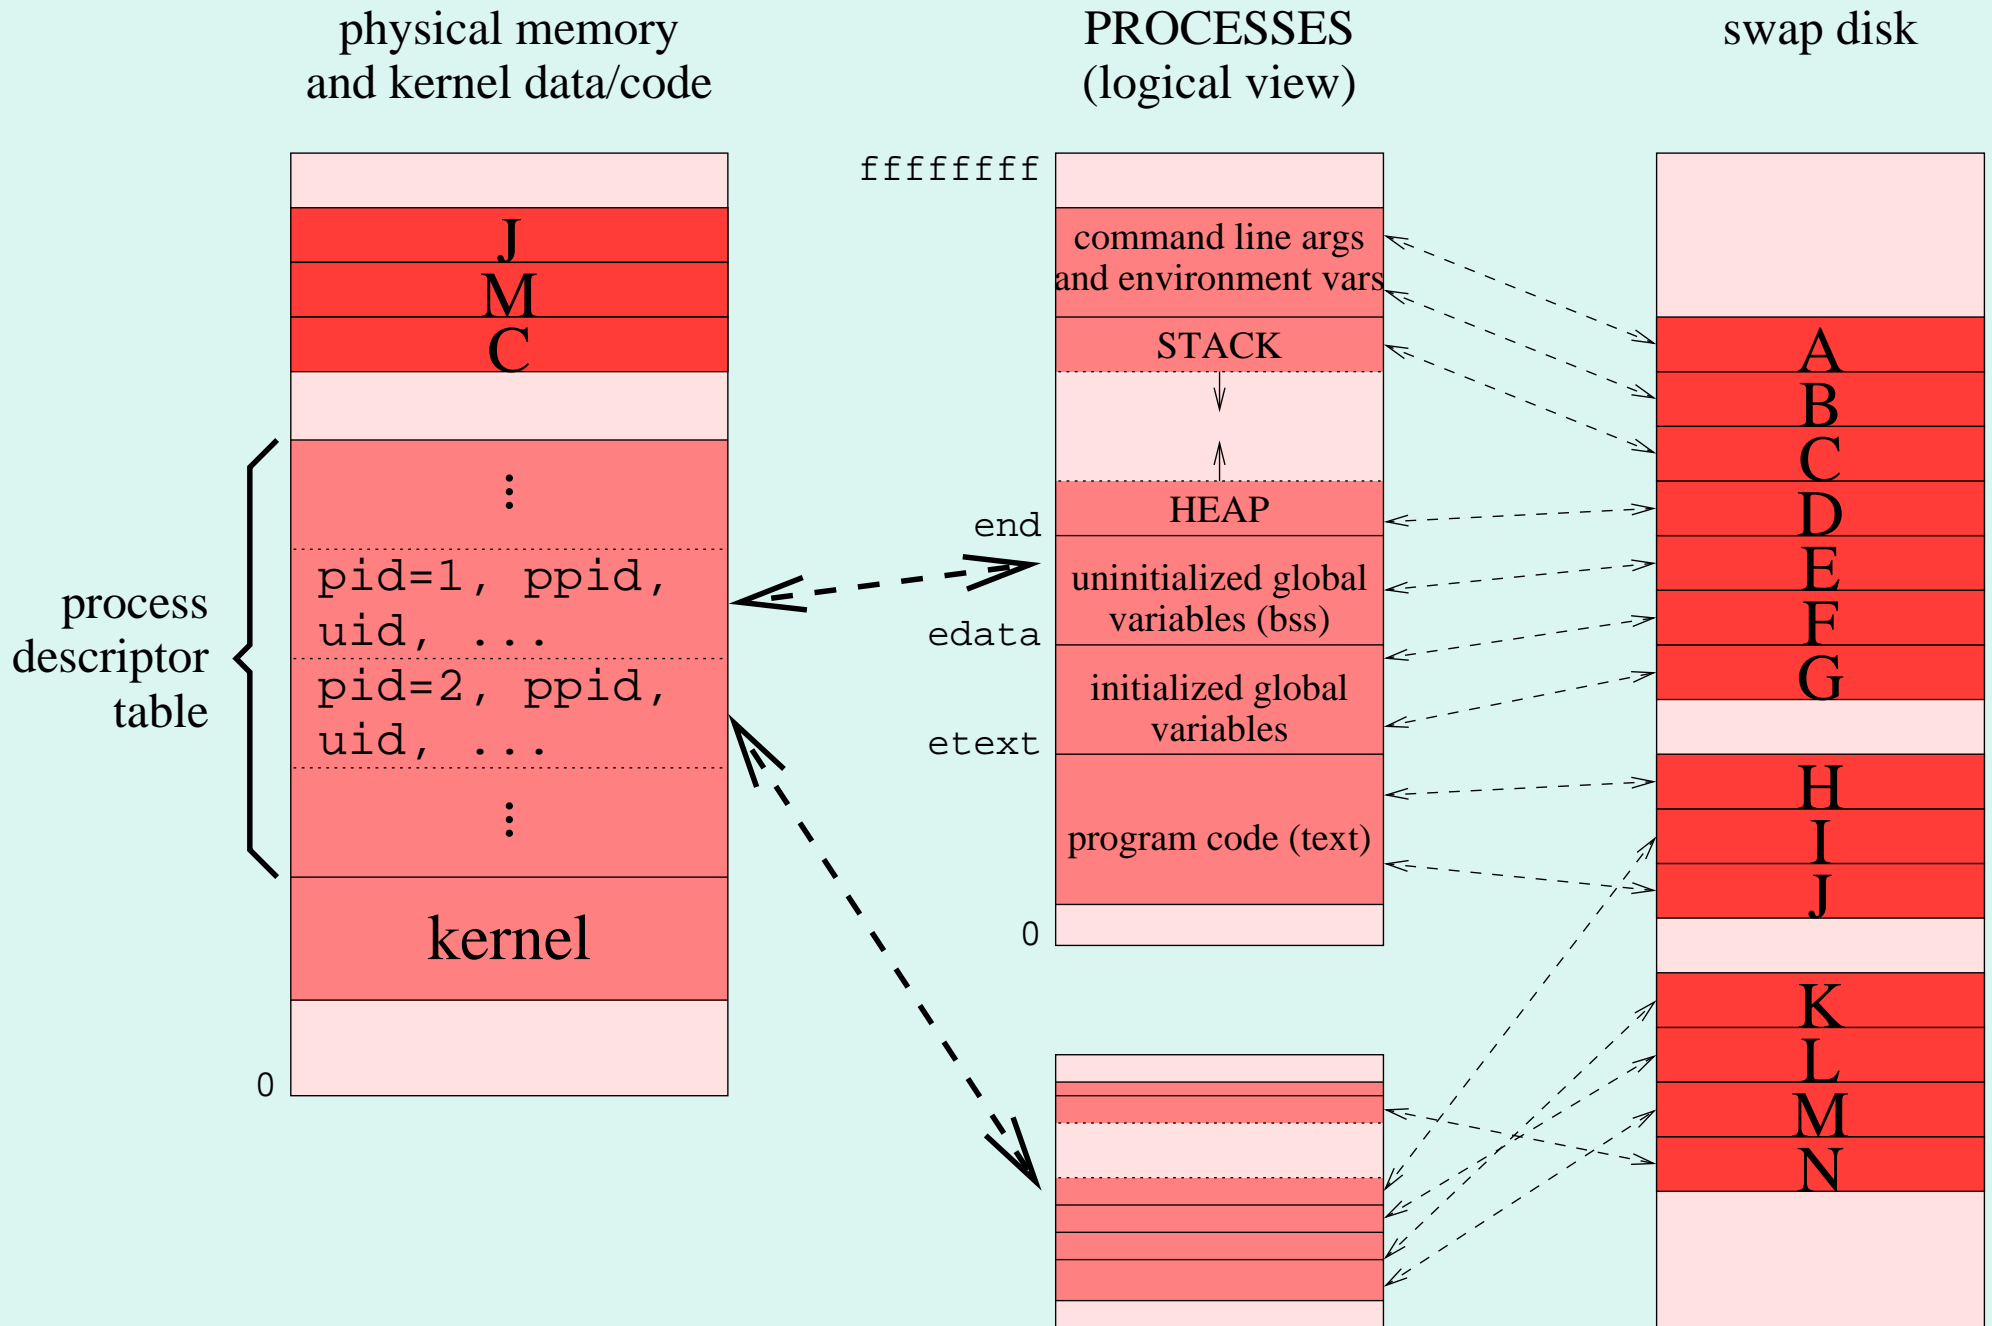 physical memory
and kernel data/code
J
M
C
process
descriptor
table
⋮
pid=1, ppid,
uid, ...
pid=2, ppid,
uid, ...
⋮
kernel
0
PROCESSES
(logical view)
ffffffff
command line args
and environment vars
STACK
HEAP
end
uninitialized global
variables (bss)
edata
initialized global
variables
etext
program code (text)
0
swap disk
A
B
C
D
E
F
G
H
I
J
K
L
M
N